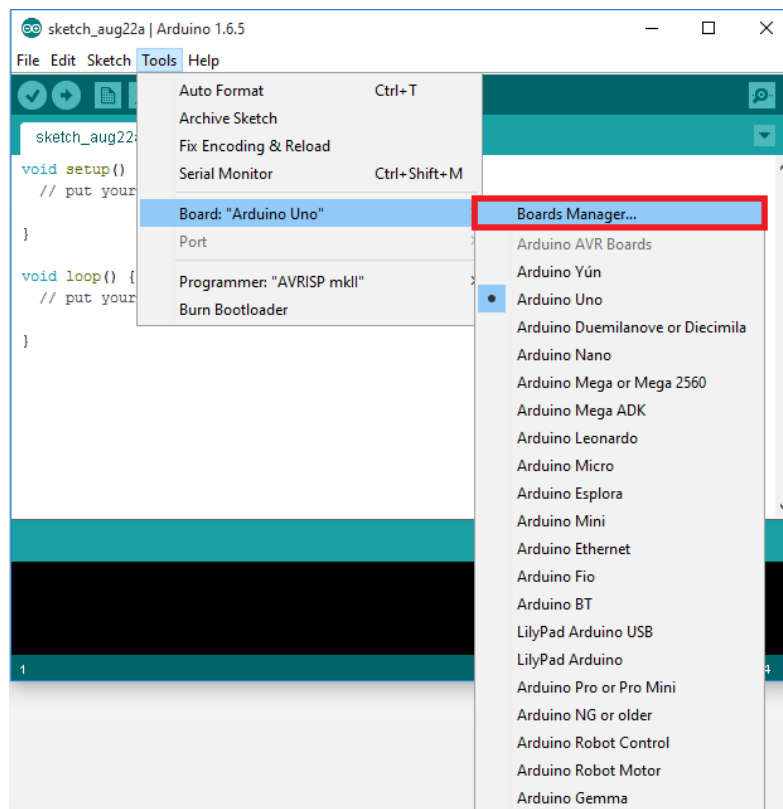 sketch_aug22a | Arduino 1.6.5
File Edit Sketch Tools Help
Auto Format Ctrl+T
Archive Sketch
sketch_aug22a
Fix Encoding & Reload
Serial Monitor Ctrl+Shift+M
void setup()
// put your
Board: "Arduino Uno"
Port
}
Programmer: "AVRISP mkII"
Burn Bootloader
void loop() {
// put your
}
Boards Manager...
Arduino AVR Boards
Arduino Yún
Arduino Uno
Arduino Duemilanove or Diecimila
Arduino Nano
Arduino Mega or Mega 2560
Arduino Mega ADK
Arduino Leonardo
Arduino Micro
Arduino Esplora
Arduino Mini
Arduino Ethernet
Arduino Fio
Arduino BT
LilyPad Arduino USB
LilyPad Arduino
Arduino Pro or Pro Mini
Arduino NG or older
Arduino Robot Control
Arduino Robot Motor
Arduino Gemma
1